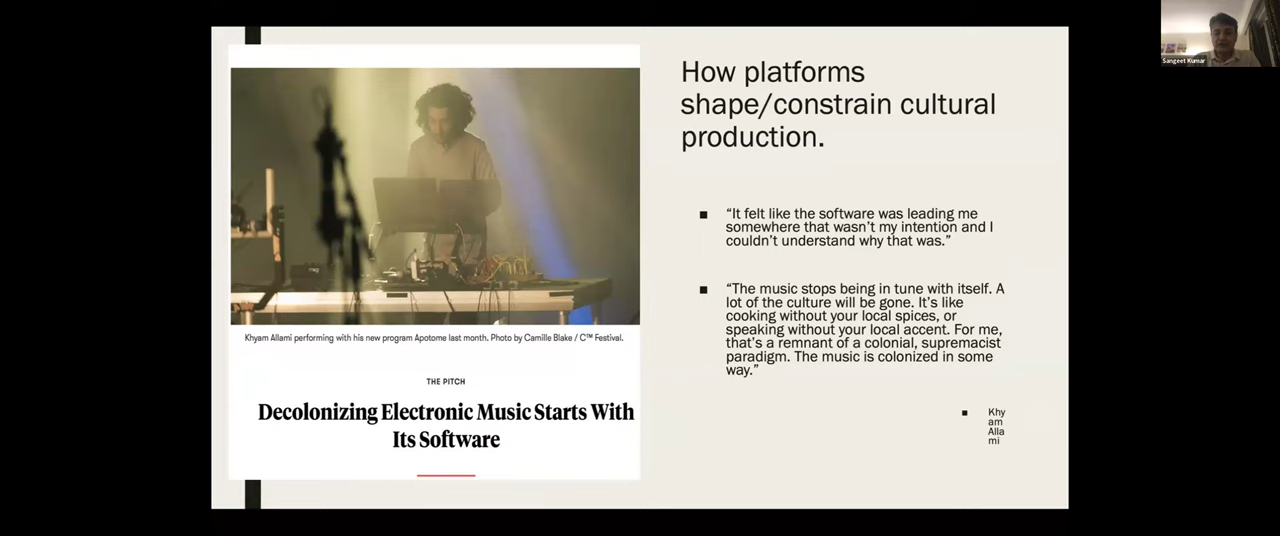 Sangeet Kumar
How platforms
shape/constrain cultural
production.
■ “It felt like the software was leading me
somewhere that wasn’t my intention and I
couldn’t understand why that was.”
■ “The music stops being in tune with itself. A
lot of the culture will be gone. It’s like
cooking without your local spices, or
speaking without your local accent. For me,
that’s a remnant of a colonial, supremacist
paradigm. The music is colonized in some
way.”
■ Khy
am
Alla
mi
Khyam Allami performing with his new program Apotome last month. Photo by Camille Blake / C™ Festival.
THE PITCH
Decolonizing Electronic Music Starts With
Its Software